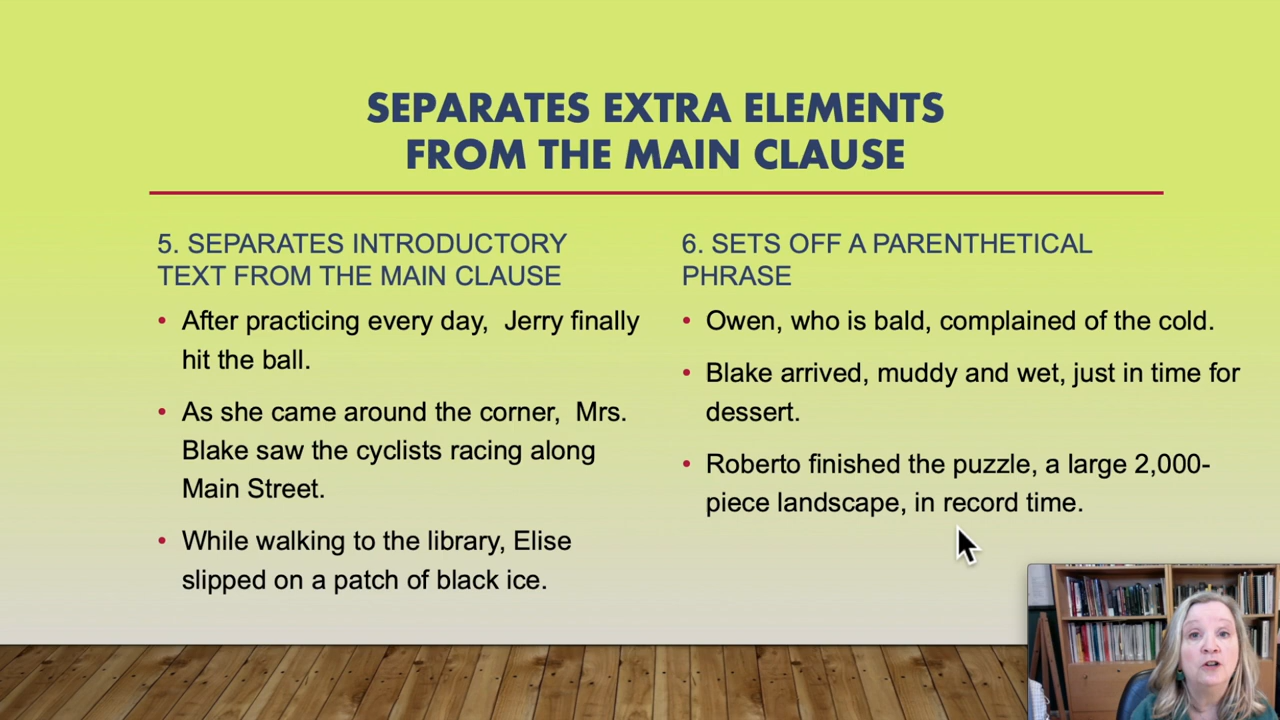 SEPARATES EXTRA ELEMENTS
FROM THE MAIN CLAUSE
5. SEPARATES INTRODUCTORY
TEXT FROM THE MAIN CLAUSE
• After practicing every day,  Jerry finally
hit the ball.
• As she came around the corner,  Mrs.
Blake saw the cyclists racing along
Main Street.
• While walking to the library, Elise
slipped on a patch of black ice.
6. SETS OFF A PARENTHETICAL
PHRASE
• Owen, who is bald, complained of the cold.
• Blake arrived, muddy and wet, just in time for
dessert.
• Roberto finished the puzzle, a large 2,000-
piece landscape, in record time.